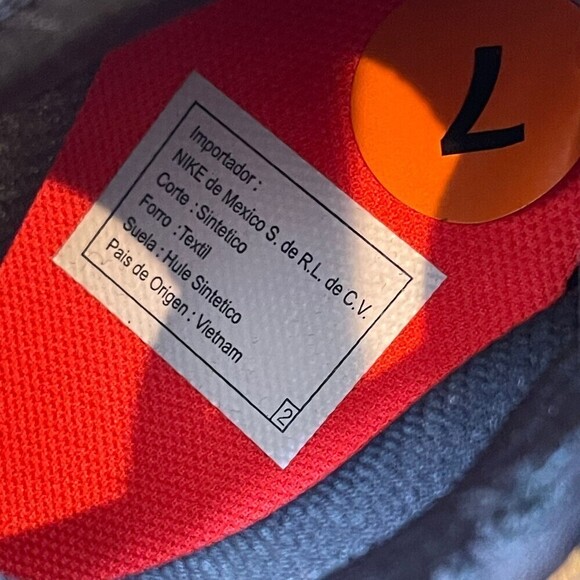 Importador :
NIKE de Mexico S. de R.L. de C.V.
Corte : Sintetico
Forro : Textil
Suela : Hule Sintetico
Pais de Origen : Vietnam
2
7